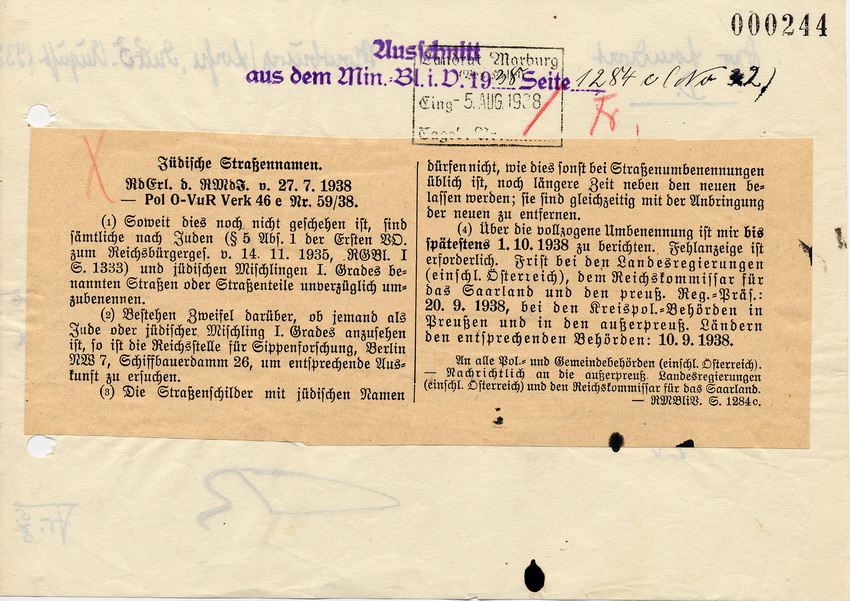 000244
Ausschnitt
aus dem Min.-Bl. i. V. 1938 Seite 1284 c (No 32)
Landrat Marburg
Eing. -5. AUG. 1938
Jüdische Straßennamen.
RdErl. d. RMdJ. v. 27. 7. 1938
— Pol O-VuR Verk 46 e Nr. 59/38.
(1) Soweit dies noch nicht geschehen ist, sind
sämtliche nach Juden (§ 5 Abs. 1 der Ersten VO.
zum Reichsbürgerges. v. 14. 11. 1935, RGBl. I
S. 1333) und jüdischen Mischlingen I. Grades be-
nannten Straßen oder Straßenteile unverzüglich um-
zubenennen.
(2) Bestehen Zweifel darüber, ob jemand als
Jude oder jüdischer Mischling I. Grades anzusehen
ist, so ist die Reichsstelle für Sippenforschung, Berlin
NW 7, Schiffbauerdamm 26, um entsprechende Aus-
kunft zu ersuchen.
(3) Die Straßenschilder mit jüdischen Namen
dürfen nicht, wie dies sonst bei Straßenumbenennungen
üblich ist, noch längere Zeit neben den neuen be-
lassen werden; sie sind gleichzeitig mit der Anbringung
der neuen zu entfernen.
(4) Über die vollzogene Umbenennung ist mir bis
spätestens 1. 10. 1938 zu berichten. Fehlanzeige ist
erforderlich. Frist bei den Landesregierungen
(einschl. Österreich), dem Reichskommissar für
das Saarland und den preuß. Reg.-Präs.:
20. 9. 1938, bei den Kreispol.-Behörden in
Preußen und in den außerpreuß. Ländern
den entsprechenden Behörden: 10. 9. 1938.
An alle Pol.- und Gemeindebehörden (einschl. Österreich).
— Nachrichtlich an die außerpreuß. Landesregierungen
(einschl. Österreich) und den Reichskommissar für das Saarland.
— RMBliV. S. 1284 c.